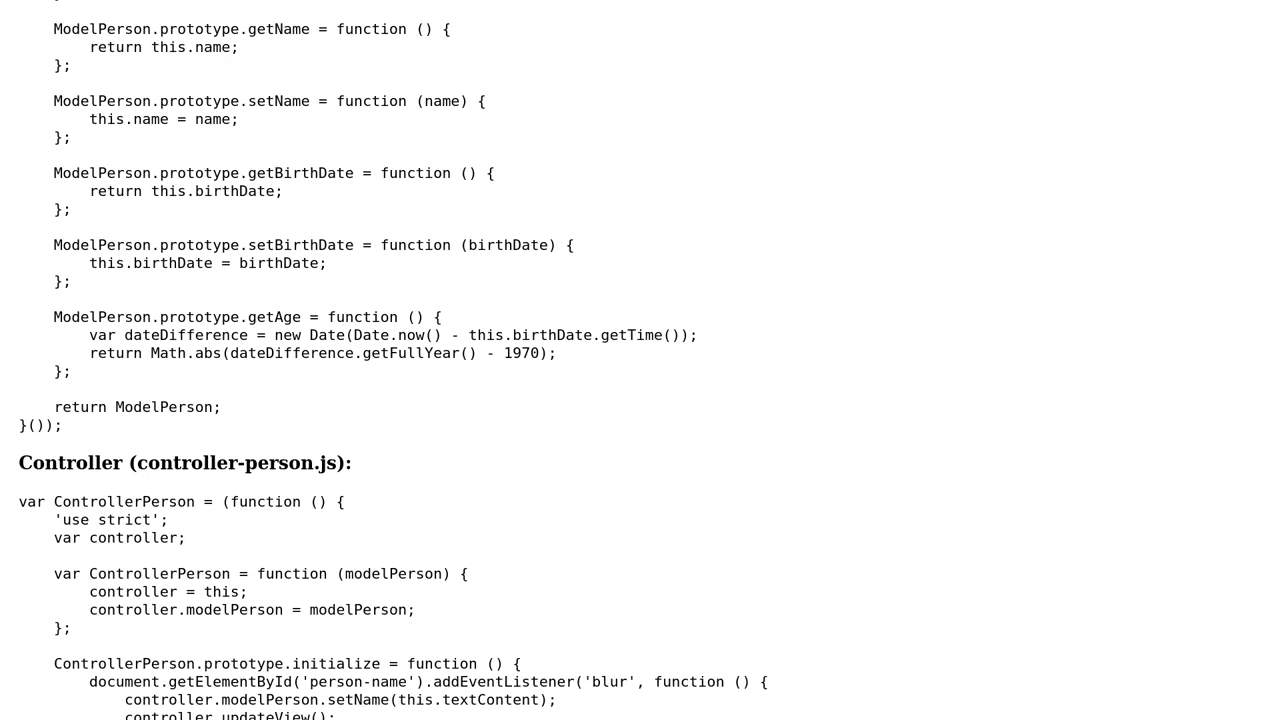 ModelPerson.prototype.getName = function () {
        return this.name;
    };

    ModelPerson.prototype.setName = function (name) {
        this.name = name;
    };

    ModelPerson.prototype.getBirthDate = function () {
        return this.birthDate;
    };

    ModelPerson.prototype.setBirthDate = function (birthDate) {
        this.birthDate = birthDate;
    };

    ModelPerson.prototype.getAge = function () {
        var dateDifference = new Date(Date.now() - this.birthDate.getTime());
        return Math.abs(dateDifference.getFullYear() - 1970);
    };

    return ModelPerson;
}());
Controller (controller-person.js):
var ControllerPerson = (function () {
    'use strict';
    var controller;

    var ControllerPerson = function (modelPerson) {
        controller = this;
        controller.modelPerson = modelPerson;
    };

    ControllerPerson.prototype.initialize = function () {
        document.getElementById('person-name').addEventListener('blur', function () {
            controller.modelPerson.setName(this.textContent);
            controller.updateView();